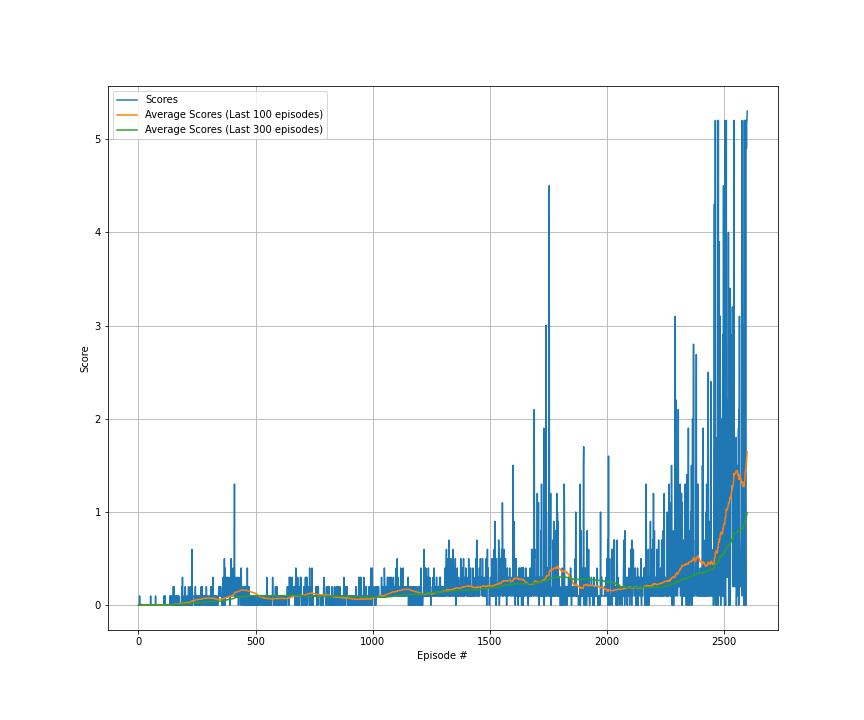 Scores
Average Scores (Last 100 episodes)
Average Scores (Last 300 episodes)
5
4
3
2
1
0
Score
0 500 1000 1500 2000 2500
Episode #